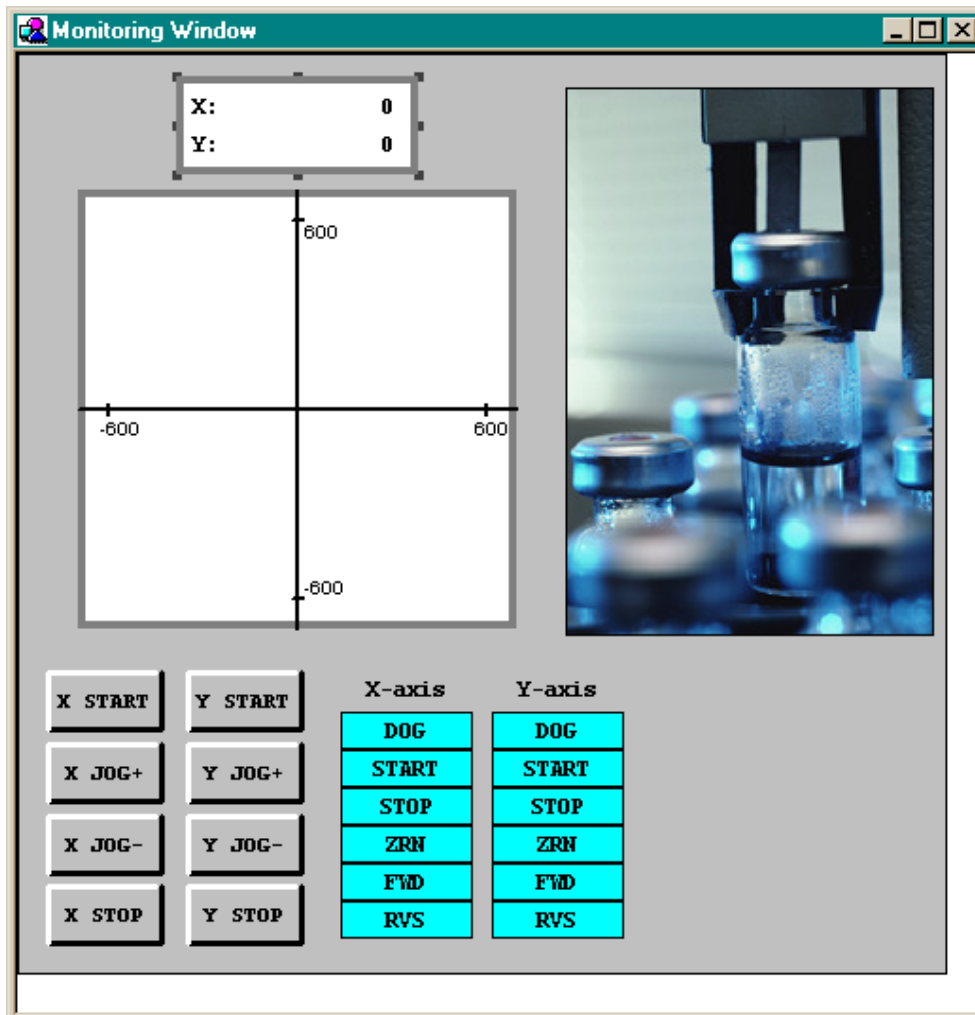 Monitoring Window
X: 0
Y: 0
600
-600 600
-600
X START Y START
X JOG+ Y JOG+
X JOG- Y JOG-
X STOP Y STOP
X-axis Y-axis
DOG DOG
START START
STOP STOP
ZRN ZRN
FWD FWD
RVS RVS